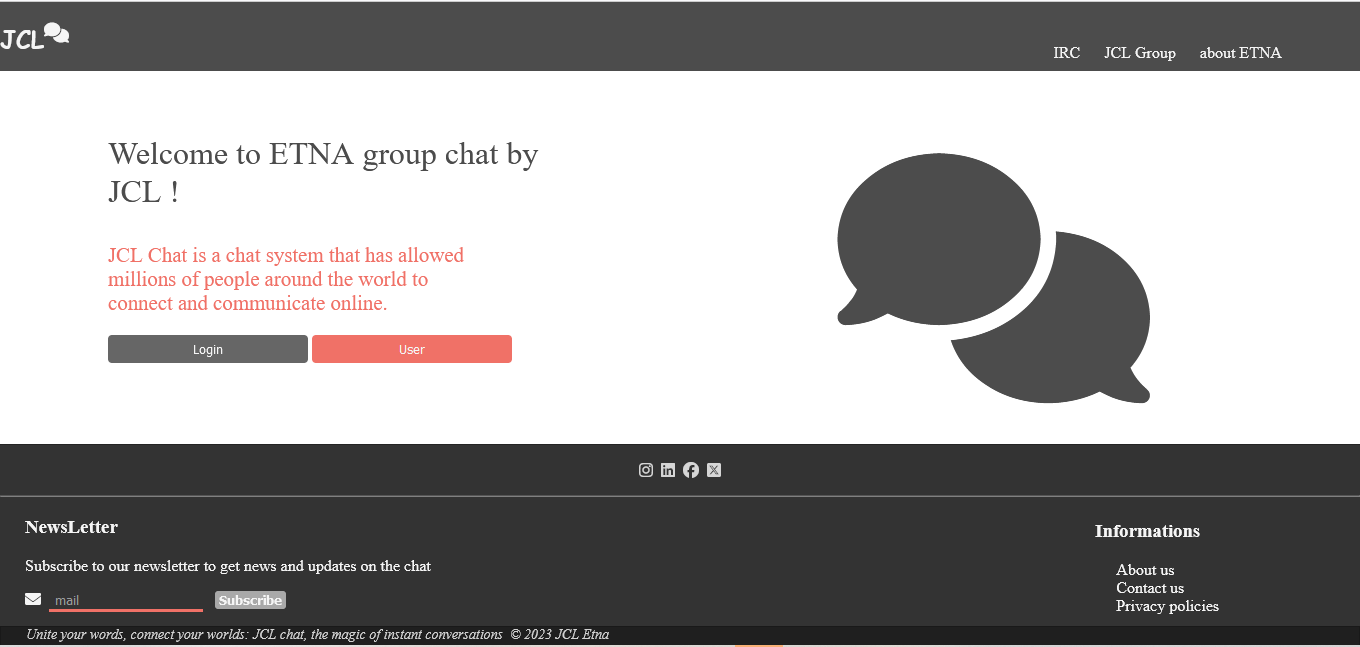 JCL
IRC JCL Group about ETNA
Welcome to ETNA group chat by
JCL !
JCL Chat is a chat system that has allowed
millions of people around the world to
connect and communicate online.
Login User
NewsLetter
Subscribe to our newsletter to get news and updates on the chat
mail Subscribe
Informations
About us
Contact us
Privacy policies
Unite your words, connect your worlds: JCL chat, the magic of instant conversations © 2023 JCL Etna